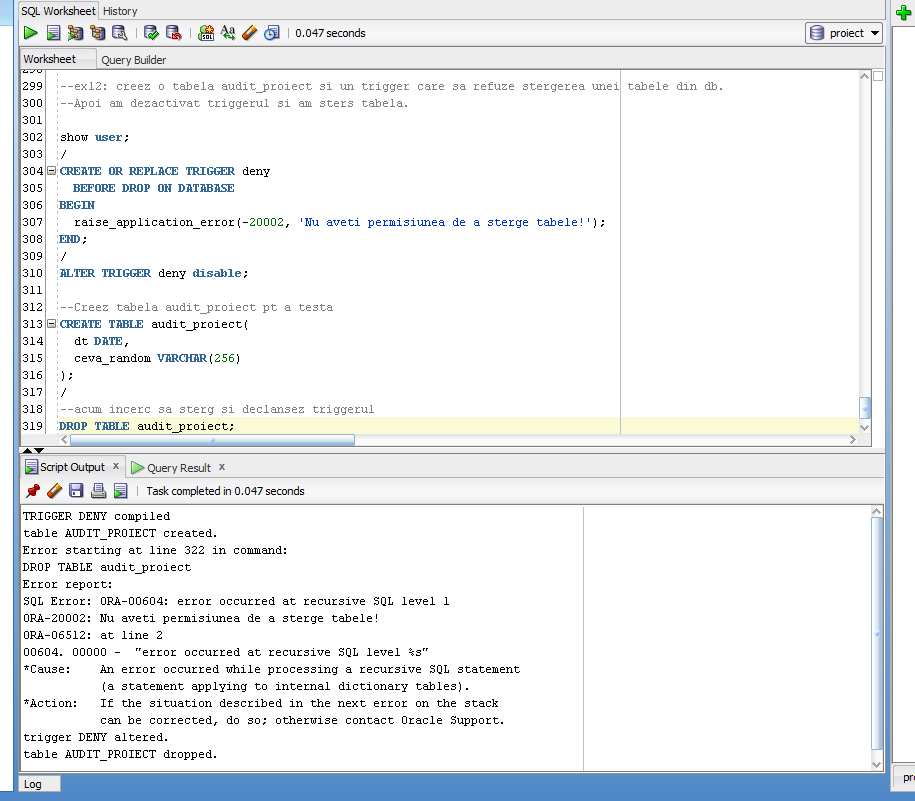 SQL Worksheet History
0.047 seconds
proiect
Worksheet Query Builder
298
299 --ex12: creez o tabela audit_proiect si un trigger care sa refuze stergerea unei tabele din db.
300 --Apoi am dezactivat triggerul si am sters tabela.
301
302 show user;
303 /
304 CREATE OR REPLACE TRIGGER deny
305 BEFORE DROP ON DATABASE
306 BEGIN
307 raise_application_error(-20002, 'Nu aveti permisiunea de a sterge tabele!');
308 END;
309 /
310 ALTER TRIGGER deny disable;
311
312 --Creez tabela audit_proiect pt a testa
313 CREATE TABLE audit_proiect(
314 dt DATE,
315 ceva_random VARCHAR(256)
316 );
317 /
318 --acum incerc sa sterg si declansez triggerul
319 DROP TABLE audit_proiect;
Script Output x Query Result x
Task completed in 0.047 seconds
TRIGGER DENY compiled
table AUDIT_PROIECT created.
Error starting at line 322 in command:
DROP TABLE audit_proiect
Error report:
SQL Error: ORA-00604: error occurred at recursive SQL level 1
ORA-20002: Nu aveti permisiunea de a sterge tabele!
ORA-06512: at line 2
00604. 00000 - "error occurred at recursive SQL level %s"
*Cause: An error occurred while processing a recursive SQL statement
(a statement applying to internal dictionary tables).
*Action: If the situation described in the next error on the stack
can be corrected, do so; otherwise contact Oracle Support.
trigger DENY altered.
table AUDIT_PROIECT dropped.
Log